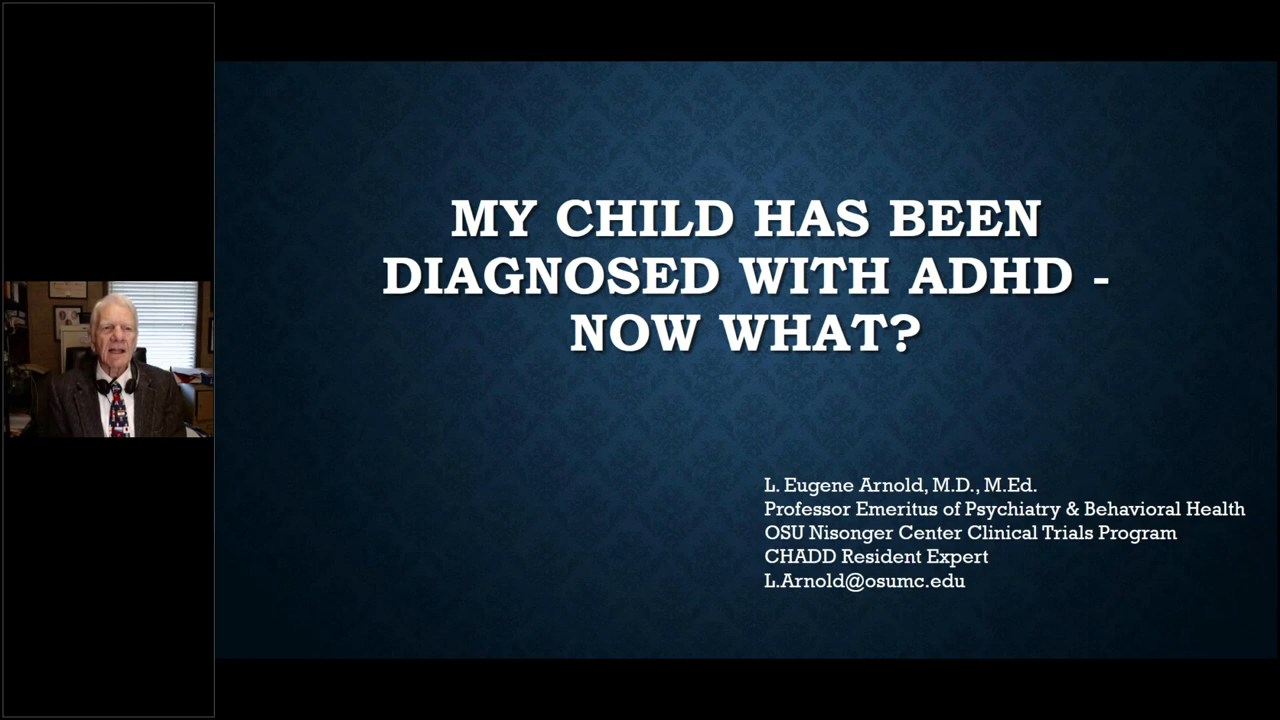 MY CHILD HAS BEEN
DIAGNOSED WITH ADHD -
NOW WHAT?
L. Eugene Arnold, M.D., M.Ed.
Professor Emeritus of Psychiatry & Behavioral Health
OSU Nisonger Center Clinical Trials Program
CHADD Resident Expert
L.Arnold@osumc.edu